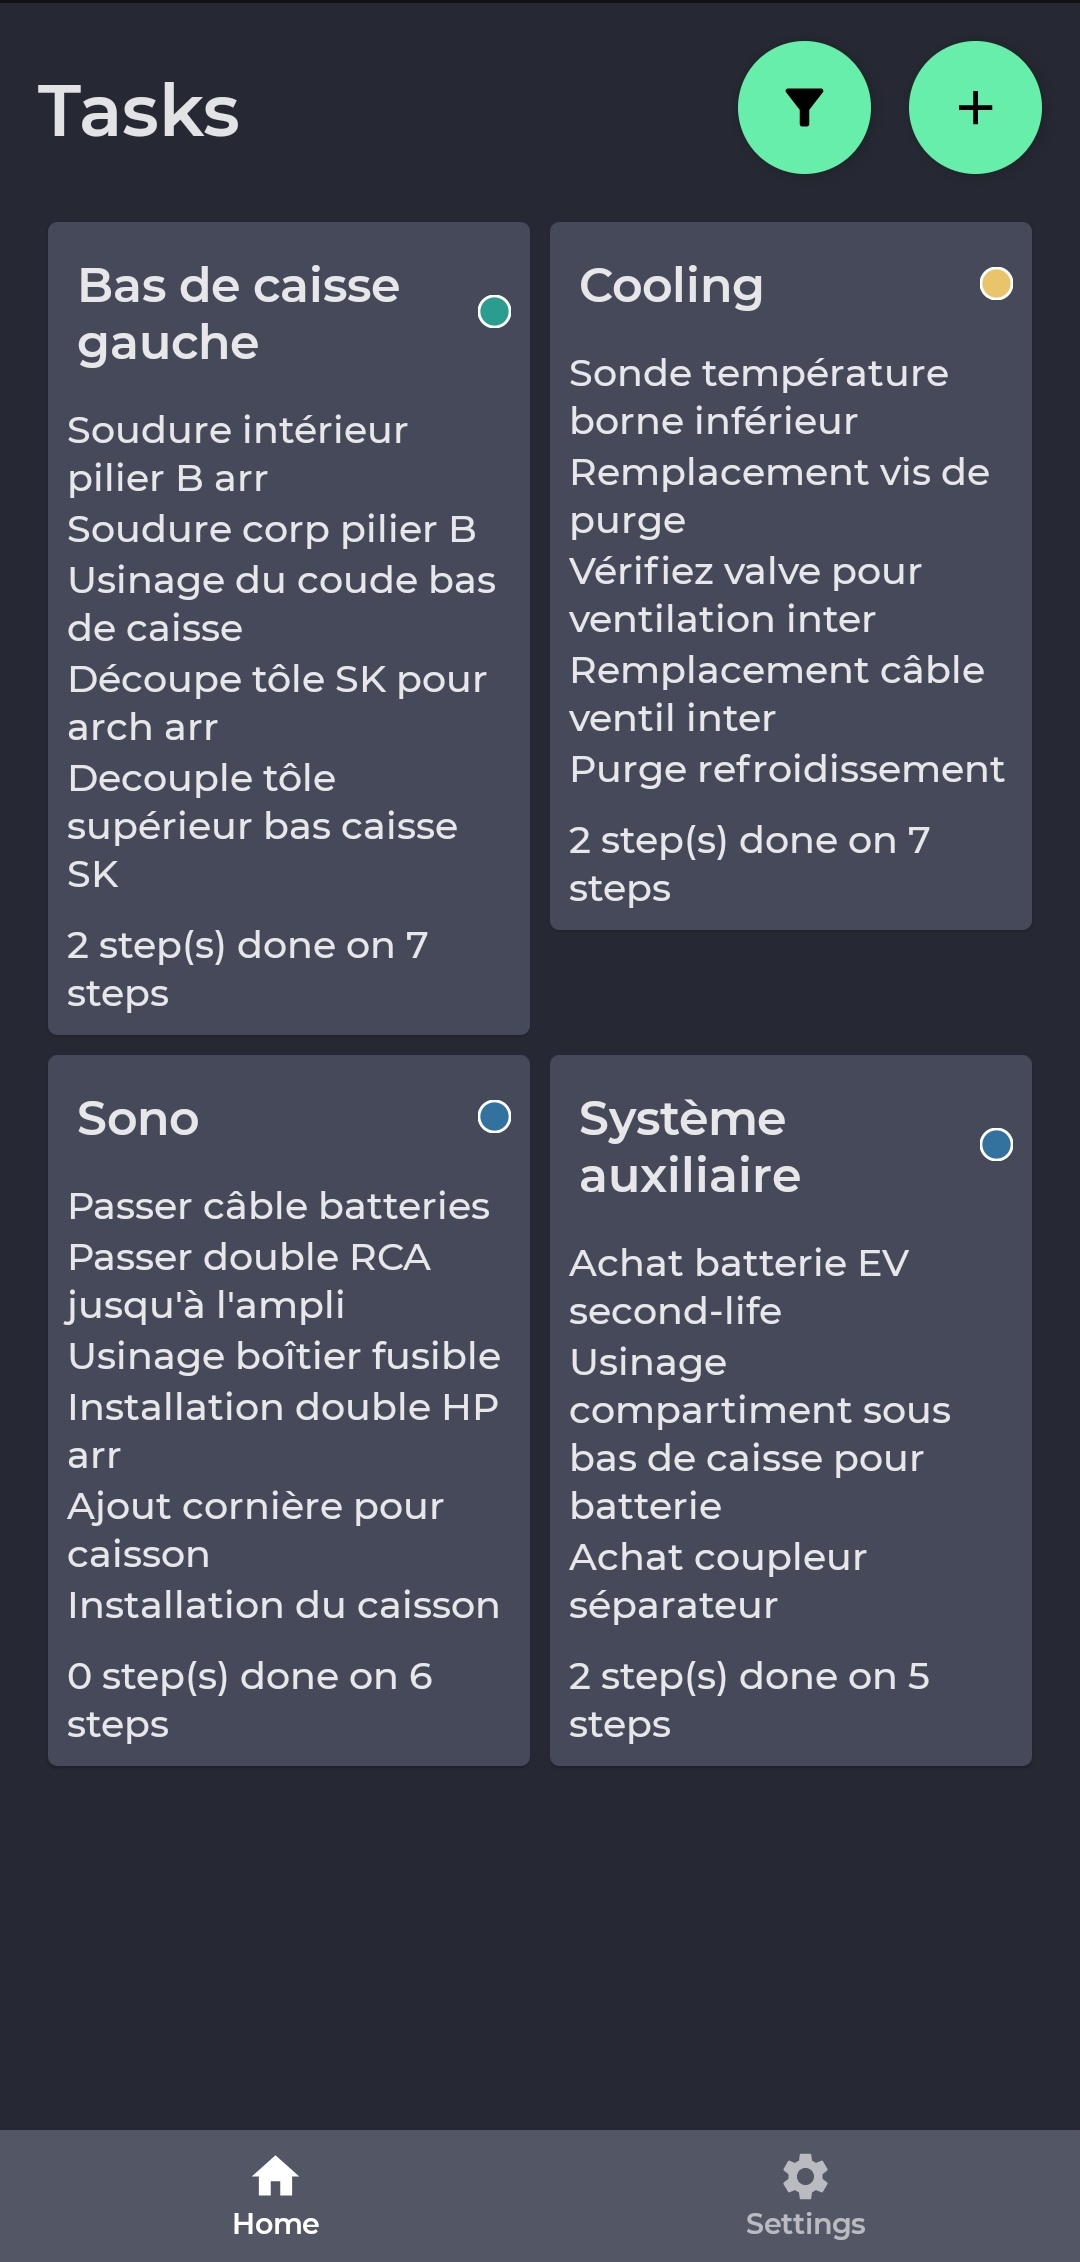 Tasks
Bas de caisse
gauche
Soudure intérieur
pilier B arr
Soudure corp pilier B
Usinage du coude bas
de caisse
Découpe tôle SK pour
arch arr
Decouple tôle
supérieur bas caisse
SK
2 step(s) done on 7
steps
Cooling
Sonde température
borne inférieur
Remplacement vis de
purge
Vérifiez valve pour
ventilation inter
Remplacement câble
ventil inter
Purge refroidissement
2 step(s) done on 7
steps
Sono
Passer câble batteries
Passer double RCA
jusqu'à l'ampli
Usinage boîtier fusible
Installation double HP
arr
Ajout cornière pour
caisson
Installation du caisson
0 step(s) done on 6
steps
Système
auxiliaire
Achat batterie EV
second-life
Usinage
compartiment sous
bas de caisse pour
batterie
Achat coupleur
séparateur
2 step(s) done on 5
steps
Home
Settings